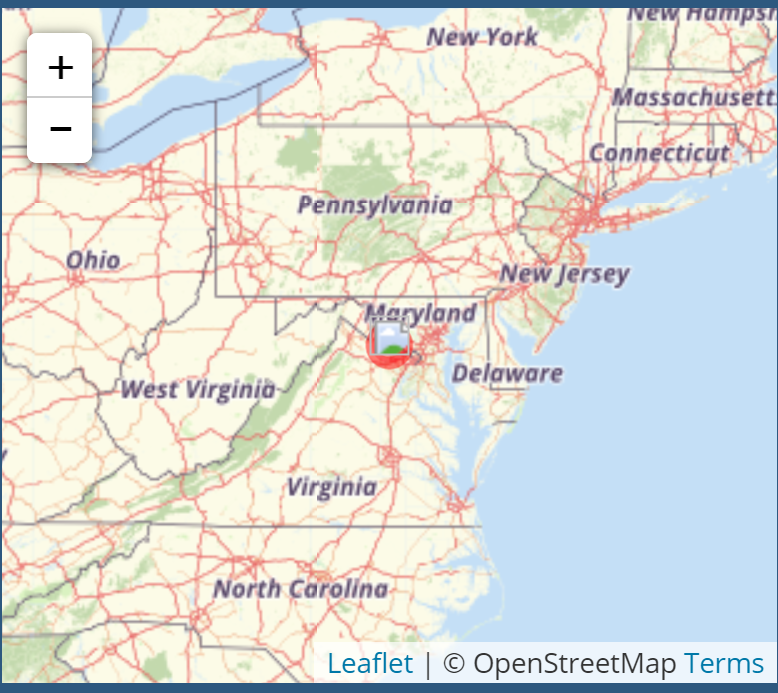 New Hampsh
+
New York
−
Massachusett
Connecticut
Pennsylvania
Ohio
New Jersey
Maryland
Delaware
West Virginia
Virginia
North Carolina
Leaflet | © OpenStreetMap Terms